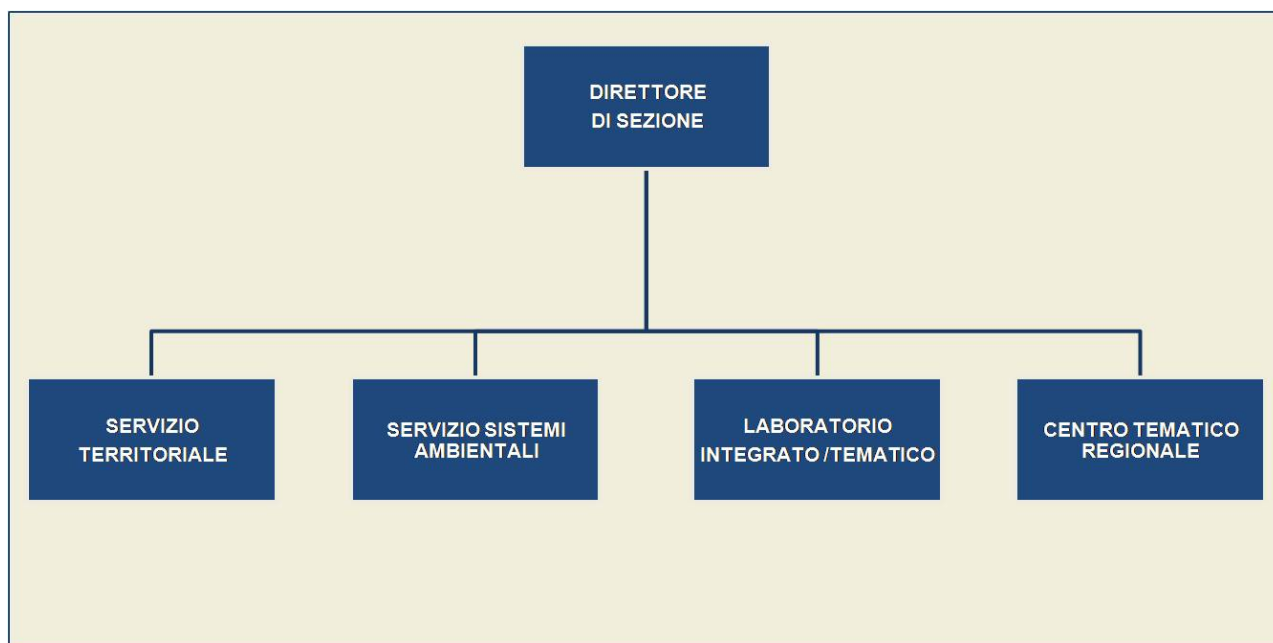 DIRETTORE
DI SEZIONE
SERVIZIO
TERRITORIALE
SERVIZIO SISTEMI
AMBIENTALI
LABORATORIO
INTEGRATO /TEMATICO
CENTRO TEMATICO
REGIONALE